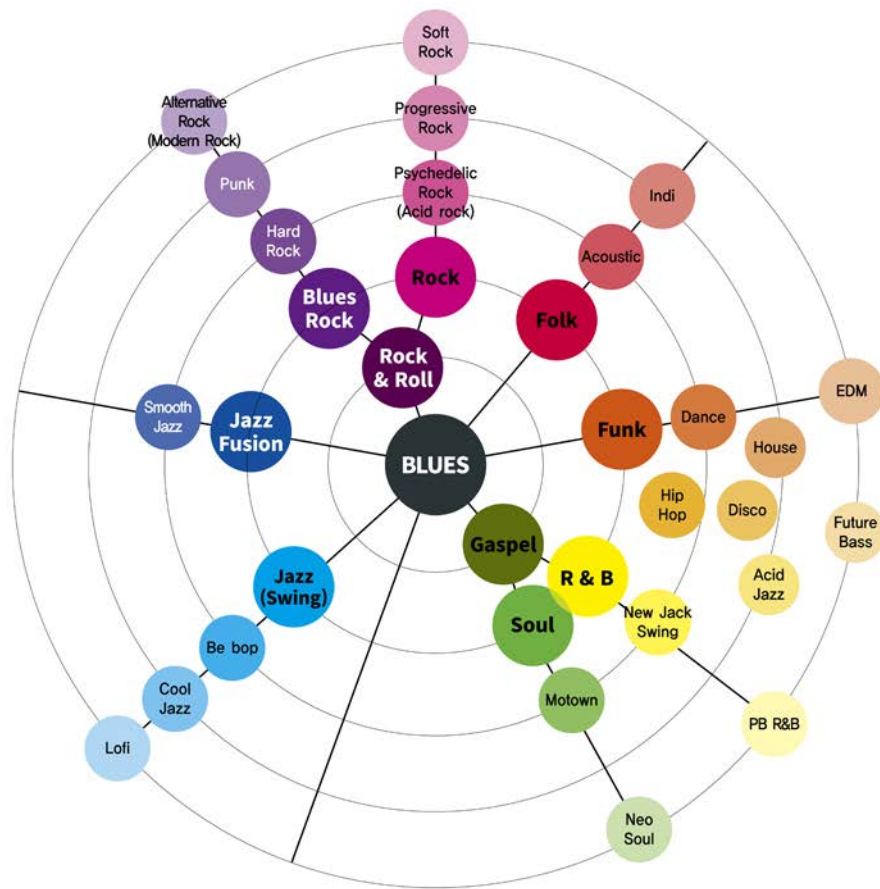 Soft
Rock
Alternative
Rock
(Modern Rock)
Progressive
Rock
Punk
Psychedelic
Rock
(Acid rock)
Indi
Hard
Rock
Acoustic
Rock
Blues
Rock
Folk
Rock
& Roll
EDM
Smooth
Jazz
Jazz
Fusion
Funk
Dance
House
BLUES
Hip
Hop
Disco
Future
Bass
Gaspel
Jazz
(Swing)
R & B
Acid
Jazz
Soul
New Jack
Swing
Be bop
Cool
Jazz
Motown
PB R&B
Lofi
Neo
Soul